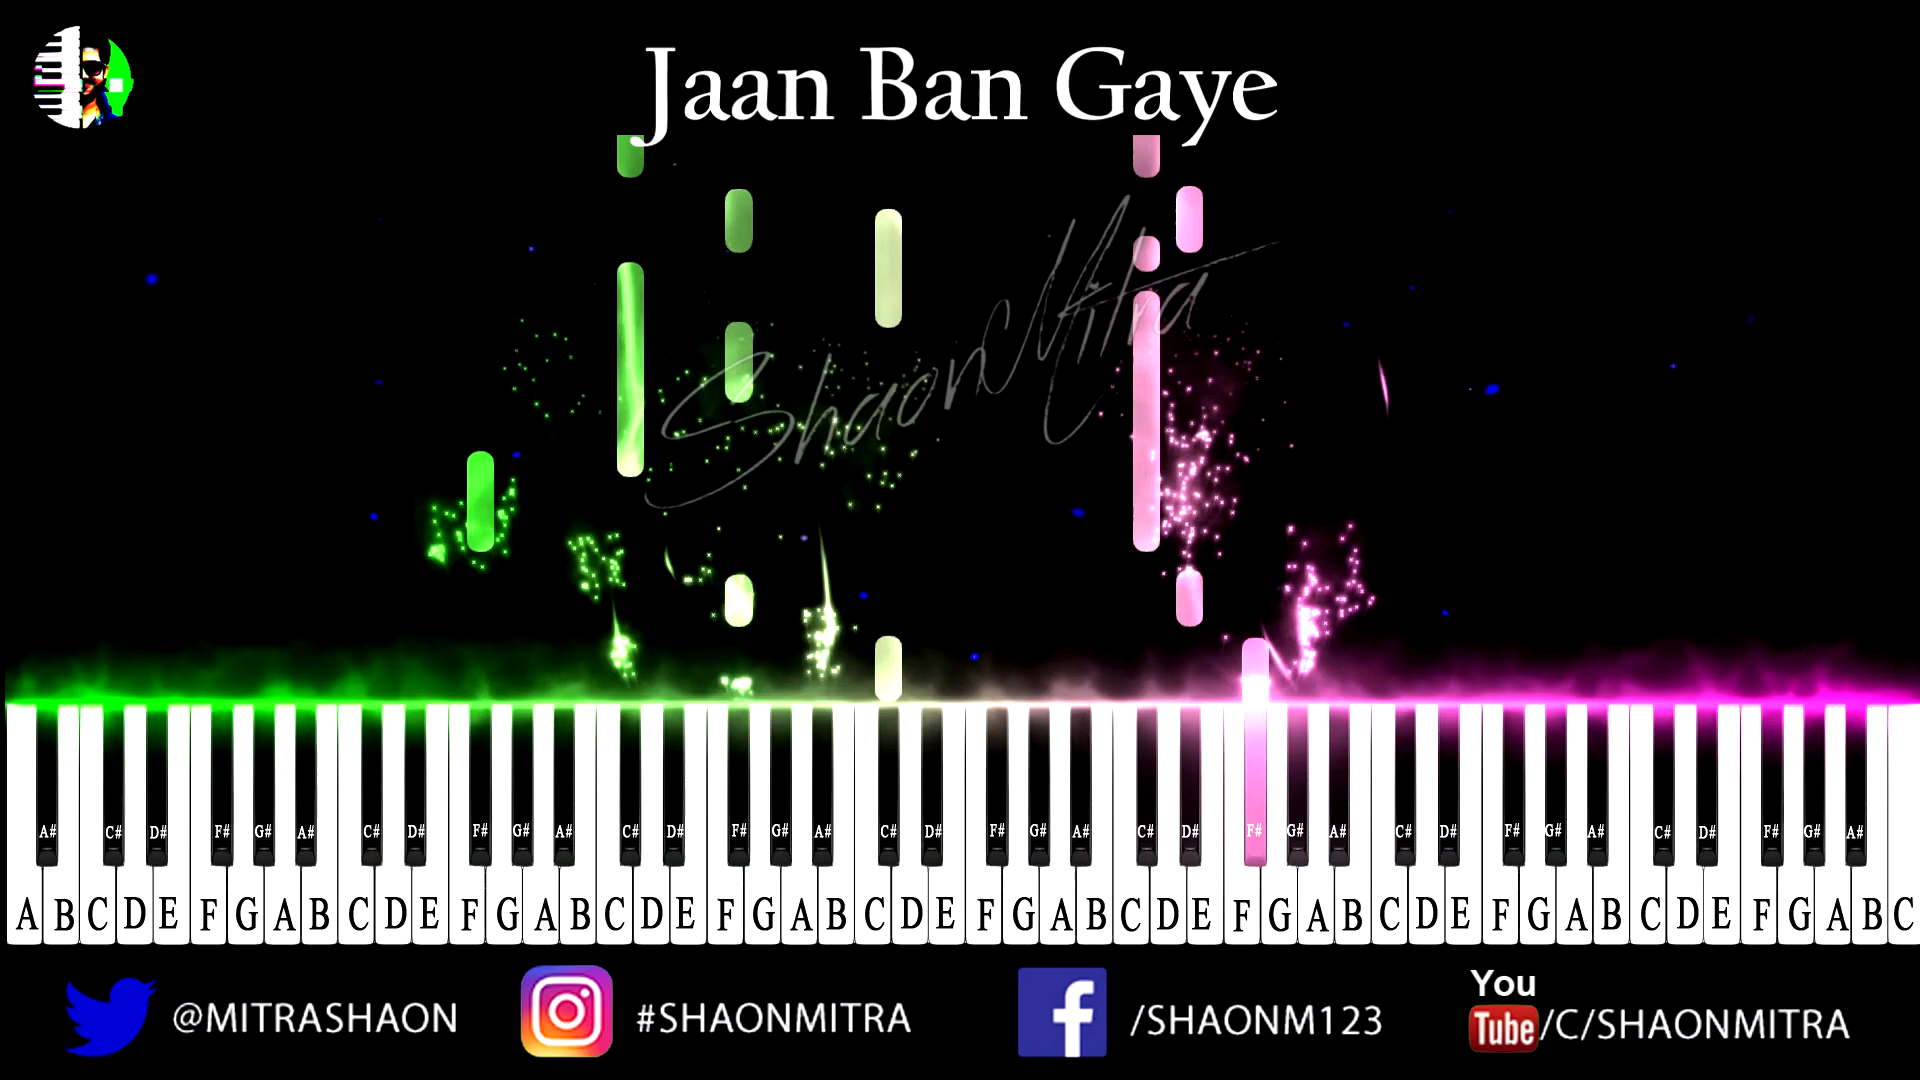 Jaan Ban Gaye
ShaonMitra
A# C# D# F# G# A# C# D# F# G# A# C# D# F# G# A# C# D# F# G# A# C# D# F# G# A# C# D# F# G# A# C# D# F# G# A#
A B C D E F G A B C D E F G A B C D E F G A B C D E F G A B C D E F G A B C D E F G A B C D E F G A B C
@MITRASHAON
#SHAONMITRA
/SHAONM123
You
Tube/C/SHAONMITRA